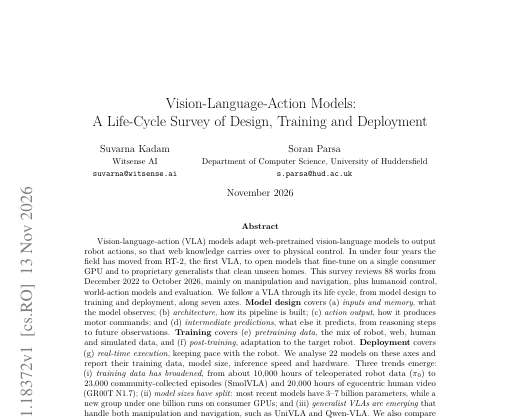 Vision-Language-Action Models:
A Life-Cycle Survey of Design, Training and Deployment
Suvarna Kadam
Witsense AI
suvarna@witsense.ai
Soran Parsa
Department of Computer Science, University of Huddersfield
s.parsa@hud.ac.uk
November 2026
Abstract
Vision-language-action (VLA) models adapt web-pretrained vision-language models to output
robot actions, so that web knowledge carries over to physical control. In under four years the
field has moved from RT-2, the first VLA, to open models that fine-tune on a single consumer
GPU and to proprietary generalists that clean unseen homes. This survey reviews 88 works from
December 2022 to October 2026, mainly on manipulation and navigation, plus humanoid control,
world-action models and evaluation. We follow a VLA through its life cycle, from model design to
training and deployment, along seven axes. Model design covers (a) inputs and memory, what
the model observes; (b) architecture, how its pipeline is built; (c) action output, how it produces
motor commands; and (d) intermediate predictions, what else it predicts, from reasoning steps
to future observations. Training covers (e) pretraining data, the mix of robot, web, human
and simulation data, and (f) post-training, adaptation to the target robot. Deployment covers
(g) real-time execution, keeping pace with the robot. We analyse 22 models on these axes and
report their training data, model size, inference speed and hardware. Three trends emerge:
(i) training data has broadened, from about 10,000 hours of teleoperated robot data (π0) to
23,000 community-collected episodes (SmolVLA) and 20,000 hours of egocentric human video
(GR00T N1.7); (ii) model sizes have split: most recent models have 3–7 billion parameters, while a
new group under one billion runs on consumer GPUs; and (iii) generalist VLAs are emerging that
handle both manipulation and navigation, such as UniVLA and Qwen-VLA. We also compare
1.18372v1 [cs.RO] 13 Nov 2026